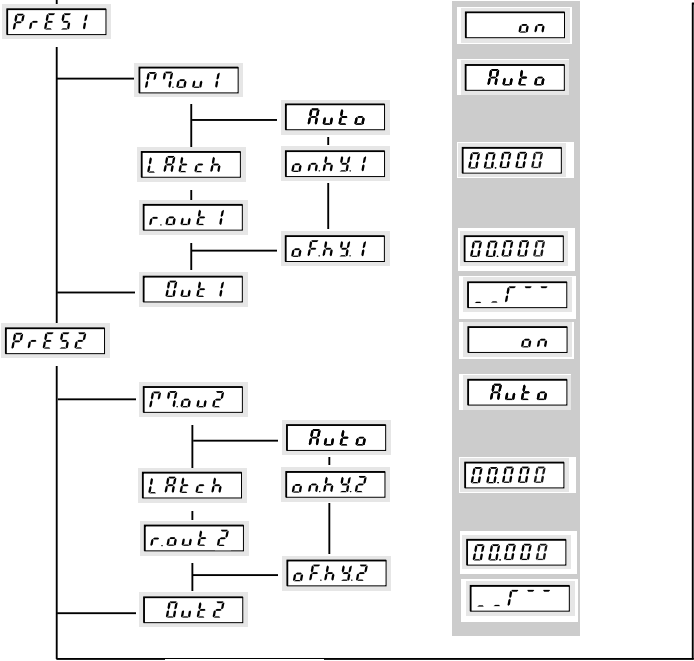 PrES1 on
M.ou1 Auto
Auto
LAtch on.hy.1 00.000
r.out1
oF.hy.1 00.000
Out1 _ _┌‾ ‾
PrES2 on
M.ou2 Auto
Auto
LAtch on.hy.2 00.000
r.out2
oF.hy.2 00.000
Out2 _ _┌‾ ‾